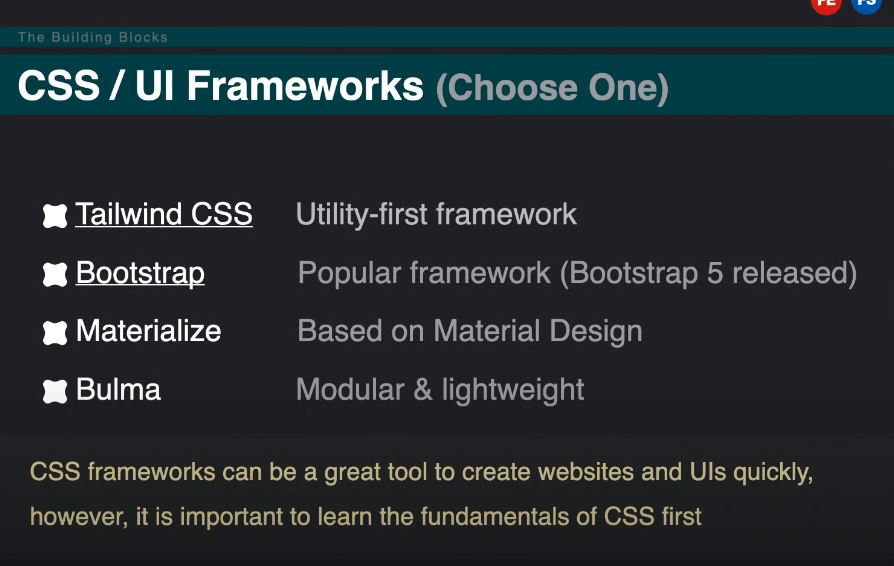 FE FS
The Building Blocks
CSS / UI Frameworks (Choose One)
Tailwind CSS Utility-first framework
Bootstrap Popular framework (Bootstrap 5 released)
Materialize Based on Material Design
Bulma Modular & lightweight
CSS frameworks can be a great tool to create websites and UIs quickly,
however, it is important to learn the fundamentals of CSS first